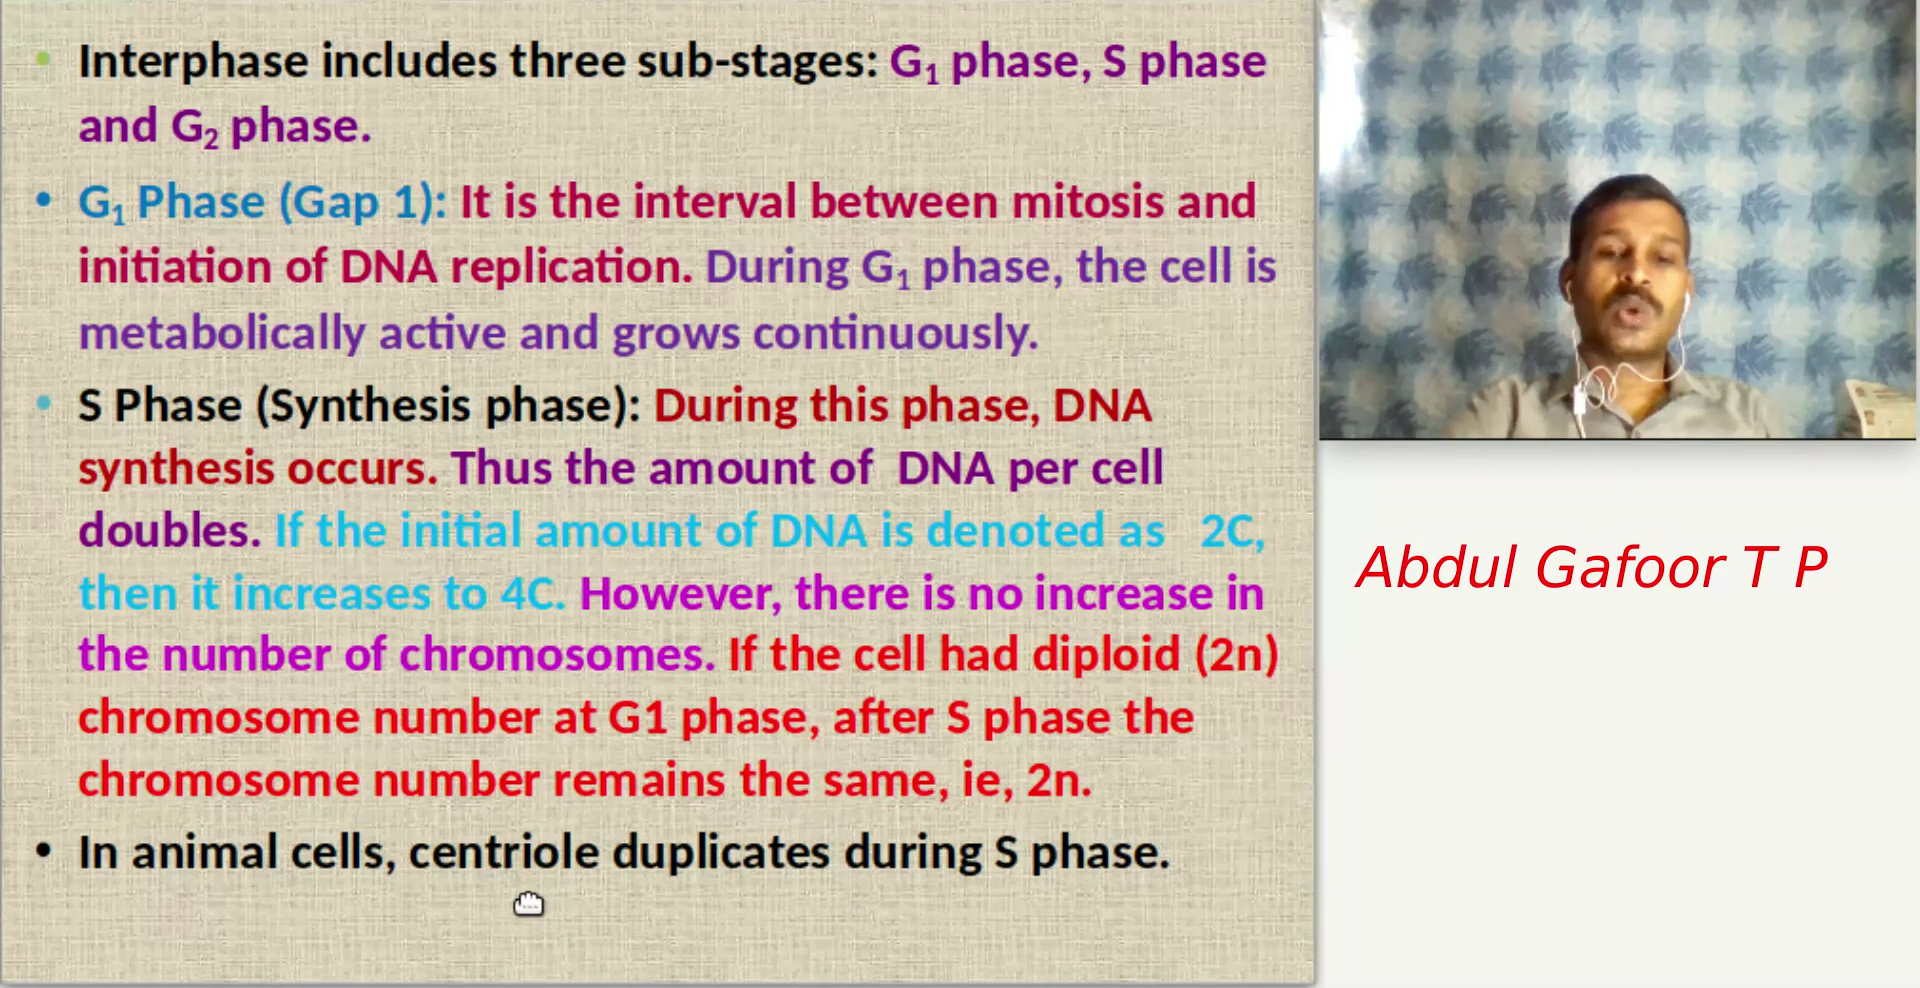 • Interphase includes three sub-stages: G₁ phase, S phase
and G₂ phase.
• G₁ Phase (Gap 1): It is the interval between mitosis and
initiation of DNA replication. During G₁ phase, the cell is
metabolically active and grows continuously.
• S Phase (Synthesis phase): During this phase, DNA
synthesis occurs. Thus the amount of DNA per cell
doubles. If the initial amount of DNA is denoted as 2C,
then it increases to 4C. However, there is no increase in
the number of chromosomes. If the cell had diploid (2n)
chromosome number at G1 phase, after S phase the
chromosome number remains the same, ie, 2n.
• In animal cells, centriole duplicates during S phase.
Abdul Gafoor T P